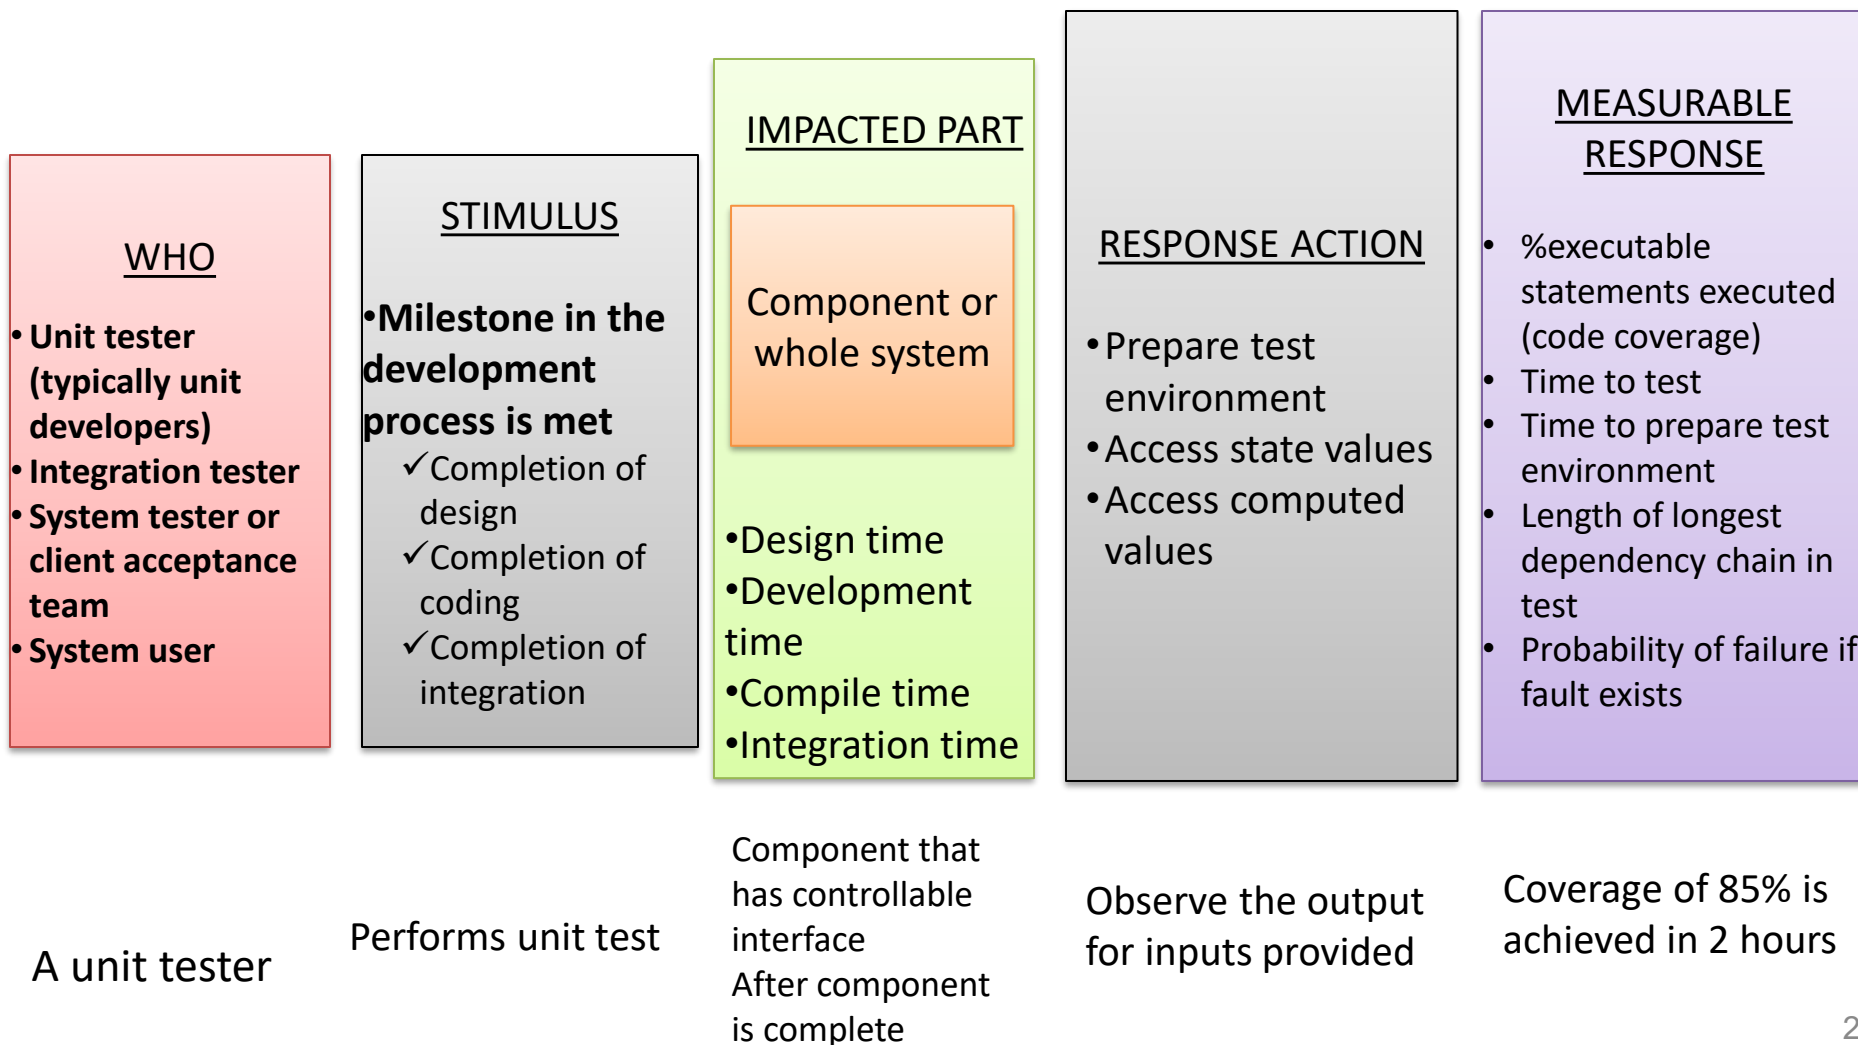 WHO
• Unit tester
(typically unit
developers)
• Integration tester
• System tester or
client acceptance
team
• System user
STIMULUS
•Milestone in the
development
process is met
✓Completion of
design
✓Completion of
coding
✓Completion of
integration
IMPACTED PART
Component or
whole system
•Design time
•Development
time
•Compile time
•Integration time
RESPONSE ACTION
•Prepare test
environment
•Access state values
•Access computed
values
MEASURABLE
RESPONSE
• %executable
statements executed
(code coverage)
• Time to test
• Time to prepare test
environment
• Length of longest
dependency chain in
test
• Probability of failure if
fault exists
A unit tester
Performs unit test
Component that
has controllable
interface
After component
is complete
Observe the output
for inputs provided
Coverage of 85% is
achieved in 2 hours
2